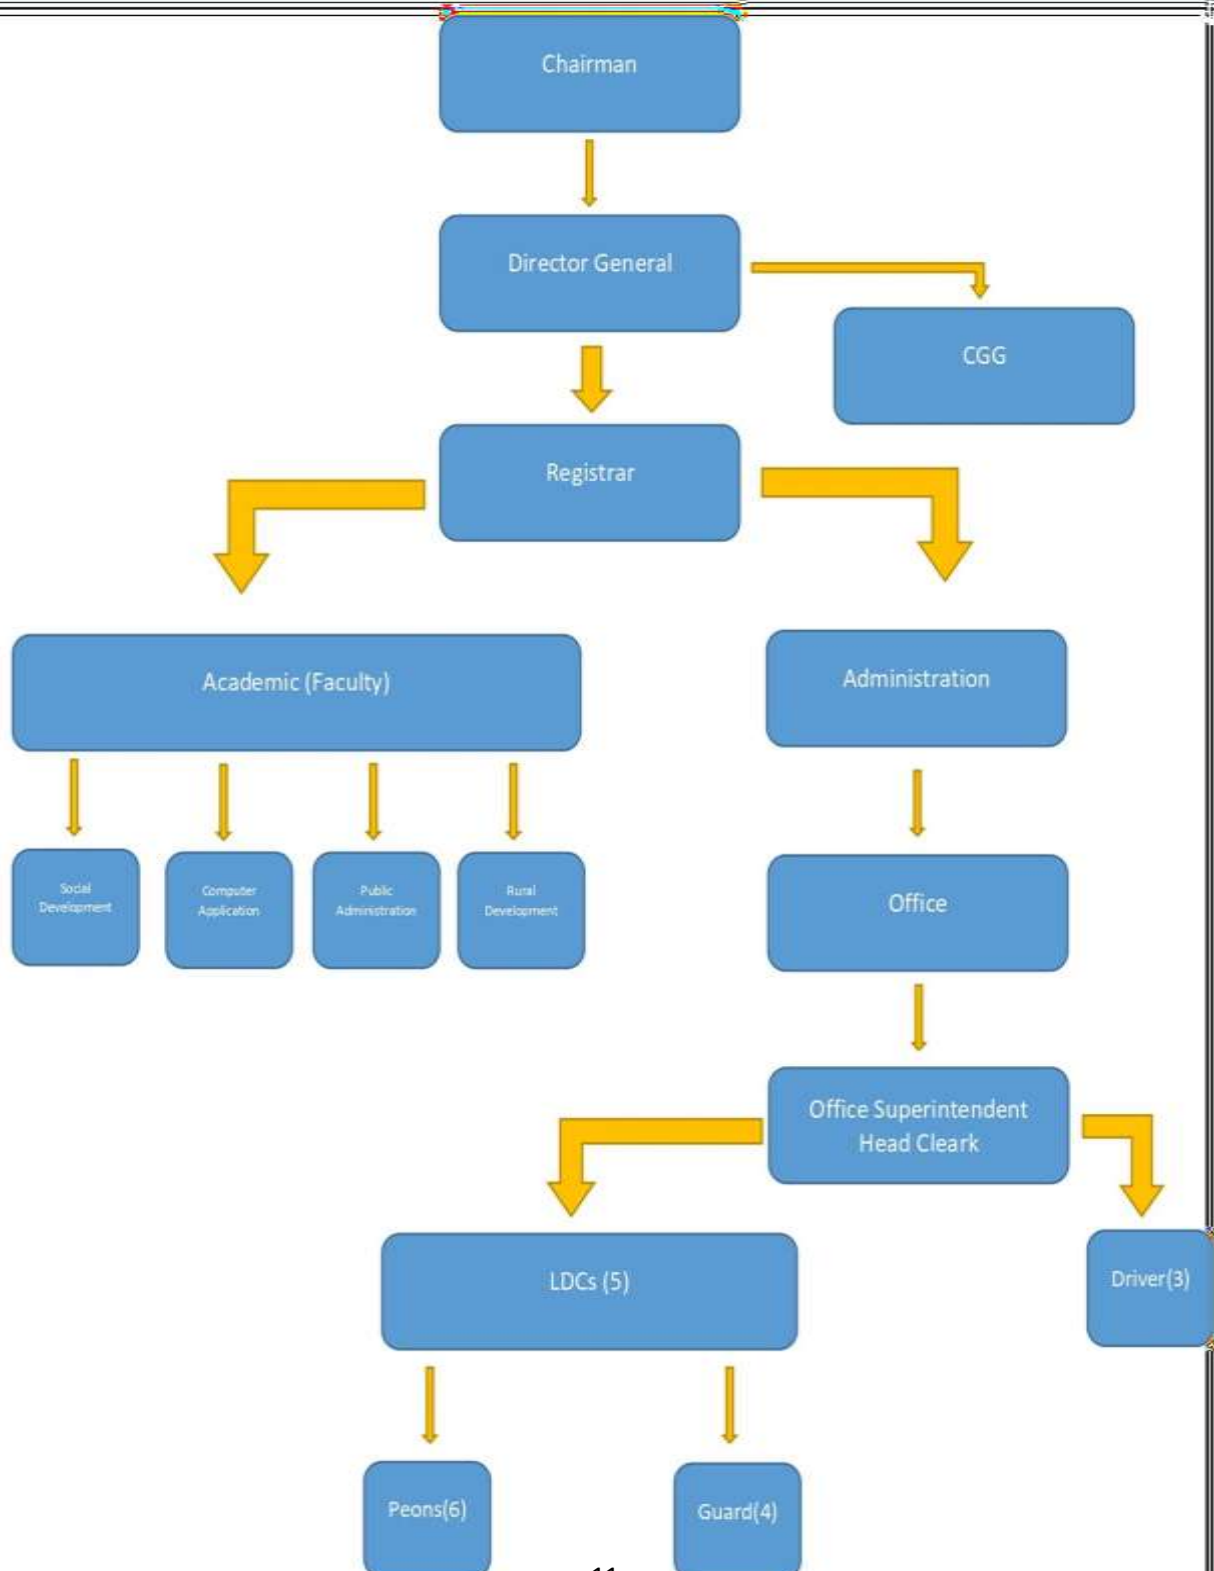 Chairman
Director General
CGG
Registrar
Academic (Faculty)
Administration
Social
Development
Computer
Application
Public
Administration
Rural
Development
Office
Office Superintendent
Head Cleark
LDCs (5)
Driver(3)
Peons(6)
Guard(4)